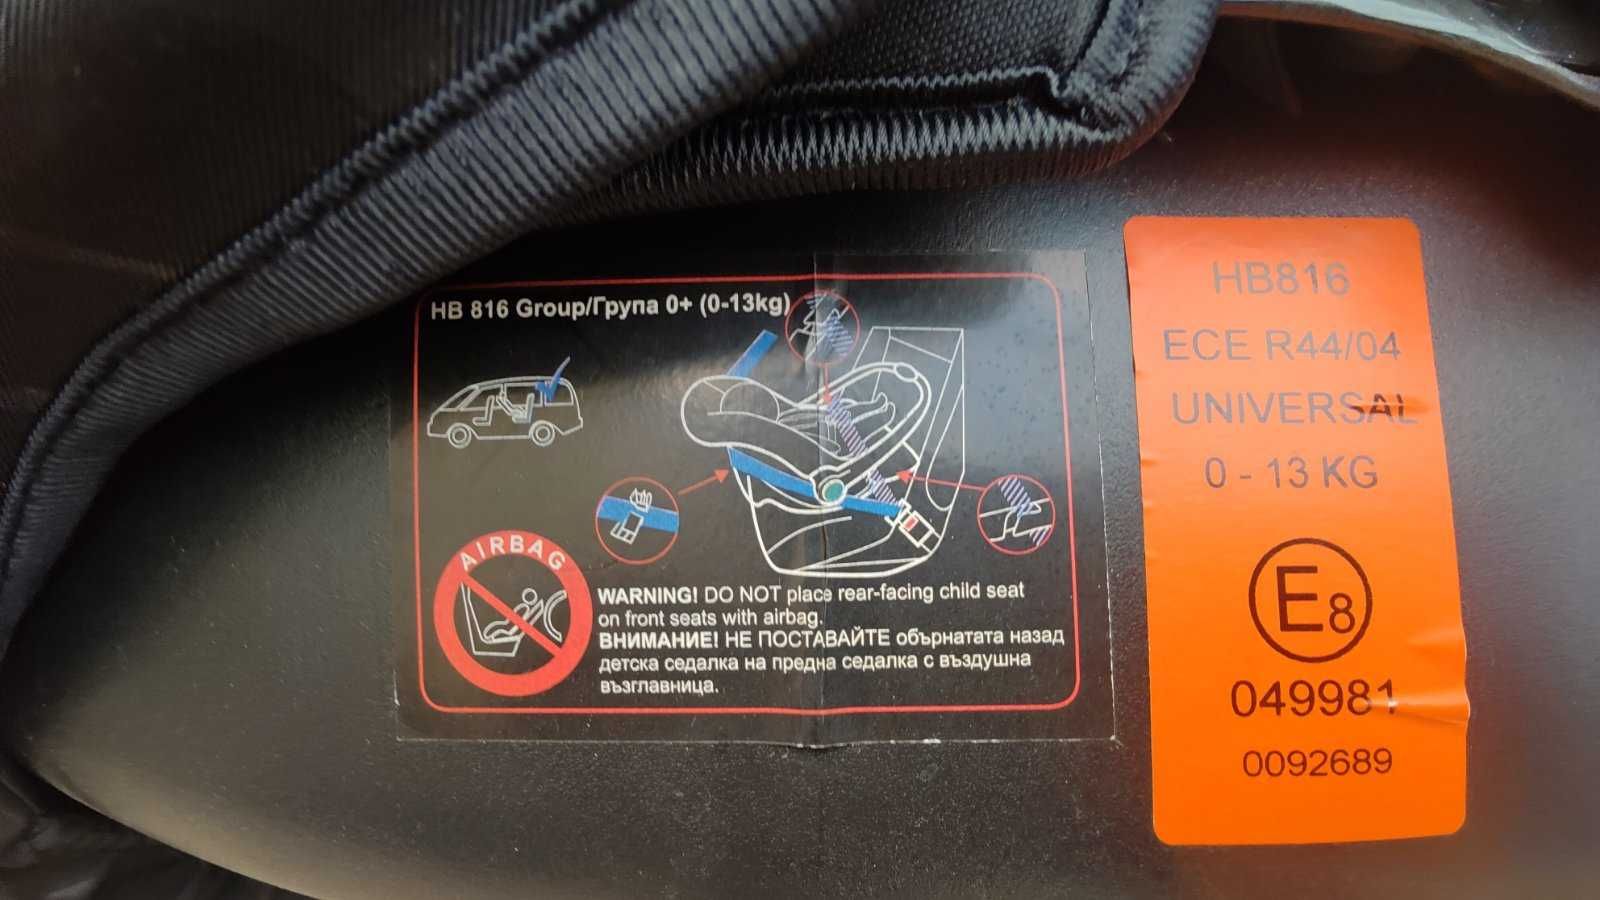 HB 816 Group/Група 0+ (0-13kg)
AIRBAG
WARNING! DO NOT place rear-facing child seat
on front seats with airbag.
ВНИМАНИЕ! НЕ ПОСТАВАЙТЕ обърнатата назад
детска седалка на предна седалка с въздушна
възглавница.
HB816
ECE R44/04
UNIVERSAL
0 - 13 KG
E8
049981
0092689